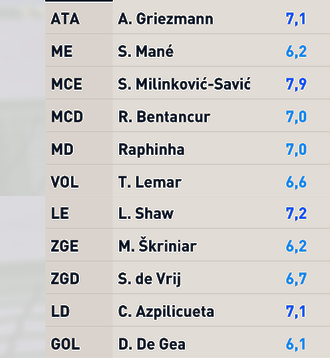 ATA A. Griezmann 7,1
ME S. Mané 6,2
MCE S. Milinković-Savić 7,9
MCD R. Bentancur 7,0
MD Raphinha 7,0
VOL T. Lemar 6,6
LE L. Shaw 7,2
ZGE M. Škriniar 6,2
ZGD S. de Vrij 6,7
LD C. Azpilicueta 7,1
GOL D. De Gea 6,1